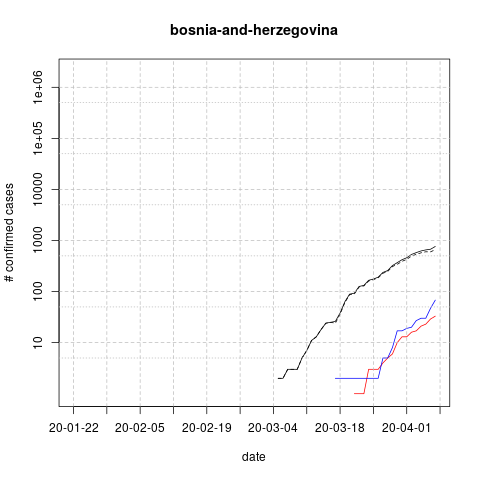 bosnia-and-herzegovina
# confirmed cases
1e+06
1e+05
10000
1000
100
10
20-01-22 20-02-05 20-02-19 20-03-04 20-03-18 20-04-01
date